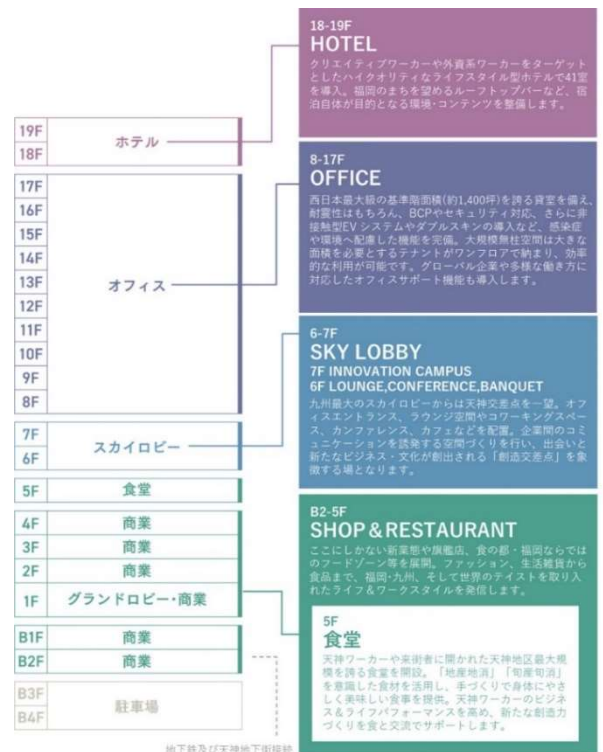 19F
18F
ホテル
17F
16F
15F
14F
13F
12F
11F
10F
9F
8F
オフィス
7F
6F
スカイロビー
5F
食堂
4F
商業
3F
商業
2F
商業
1F
グランドロビー・商業
B1F
商業
B2F
商業
B3F
B4F
駐車場
地下鉄及び天神地下街接続
18-19F
HOTEL
クリエイティブワーカーや外資系ワーカーをターゲット
としたハイクオリティなライフスタイル型ホテルで41室
を導入。福岡のまちを望めるルーフトップバーなど、宿
泊自体が目的となる環境・コンテンツを整備します。
8-17F
OFFICE
西日本最大級の基準階面積(約1,400坪)を誇る貸室を備え、
耐震性はもちろん、BCPやセキュリティ対応、さらに非
接触型EVシステムやダブルスキンの導入など、感染症
や環境へ配慮した機能を完備。大規模無柱空間は大きな
面積を必要とするテナントがワンフロアで納まり、効率
的な利用が可能です。グローバル企業や多様な働き方に
対応したオフィスサポート機能も導入します。
6-7F
SKY LOBBY
7F INNOVATION CAMPUS
6F LOUNGE,CONFERENCE,BANQUET
九州最大のスカイロビーからは天神交差点を一望。オフ
ィスエントランス、ラウンジ空間やコワーキングスペー
ス、カンファレンス、カフェなどを配置。企業間のコミ
ュニケーションを誘発する空間づくりを行い、出会いと
新たなビジネス・文化が創出される「創造交差点」を象
徴する場となります。
B2-5F
SHOP & RESTAURANT
ここにしかない新業態や旗艦店、食の都・福岡ならでは
のフードゾーン等を展開。ファッション、生活雑貨から
食品まで、福岡・九州、そして世界のテイストを取り入
れたライフ&ワークスタイルを発信します。
5F
食堂
天神ワーカーや来街者に開かれた天神地区最大規
模を誇る食堂を開設。「地産地消」「旬産旬消」
を意識した食材を活用し、手づくりで身体にやさ
しく美味しい食事を提供。天神ワーカーのビジネ
ス&ライフパフォーマンスを高め、新たな創造力
づくりを食と交流でサポートします。